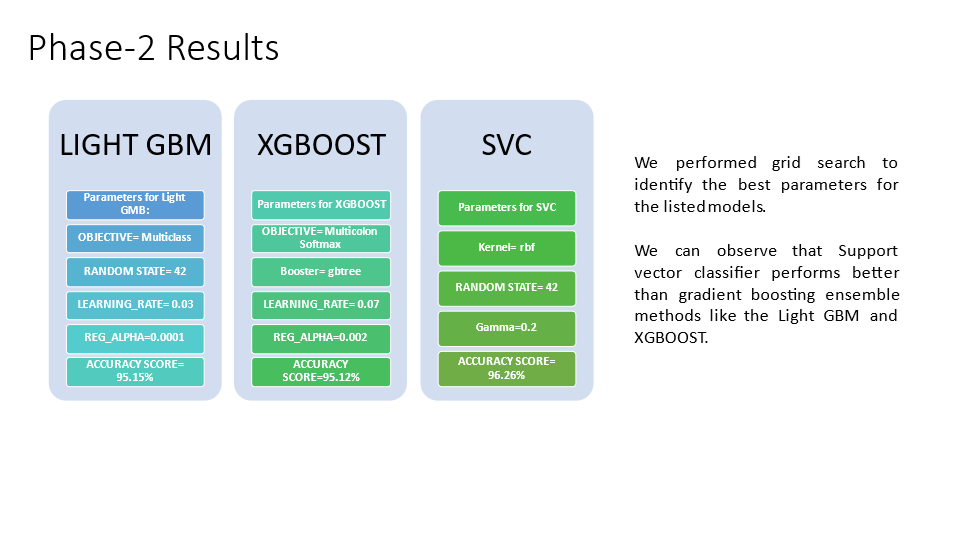 Phase-2 Results
LIGHT GBM
Parameters for Light
GMB:
OBJECTIVE= Multiclass
RANDOM STATE= 42
LEARNING_RATE= 0.03
REG_ALPHA=0.0001
ACCURACY SCORE=
95.15%
XGBOOST
Parameters for XGBOOST
OBJECTIVE= Multicolon
Softmax
Booster= gbtree
LEARNING_RATE= 0.07
REG_ALPHA=0.002
ACCURACY
SCORE=95.12%
SVC
Parameters for SVC
Kernel= rbf
RANDOM STATE= 42
Gamma=0.2
ACCURACY SCORE=
96.26%
We performed grid search to
identify the best parameters for
the listed models.
We can observe that Support
vector classifier performs better
than gradient boosting ensemble
methods like the Light GBM and
XGBOOST.